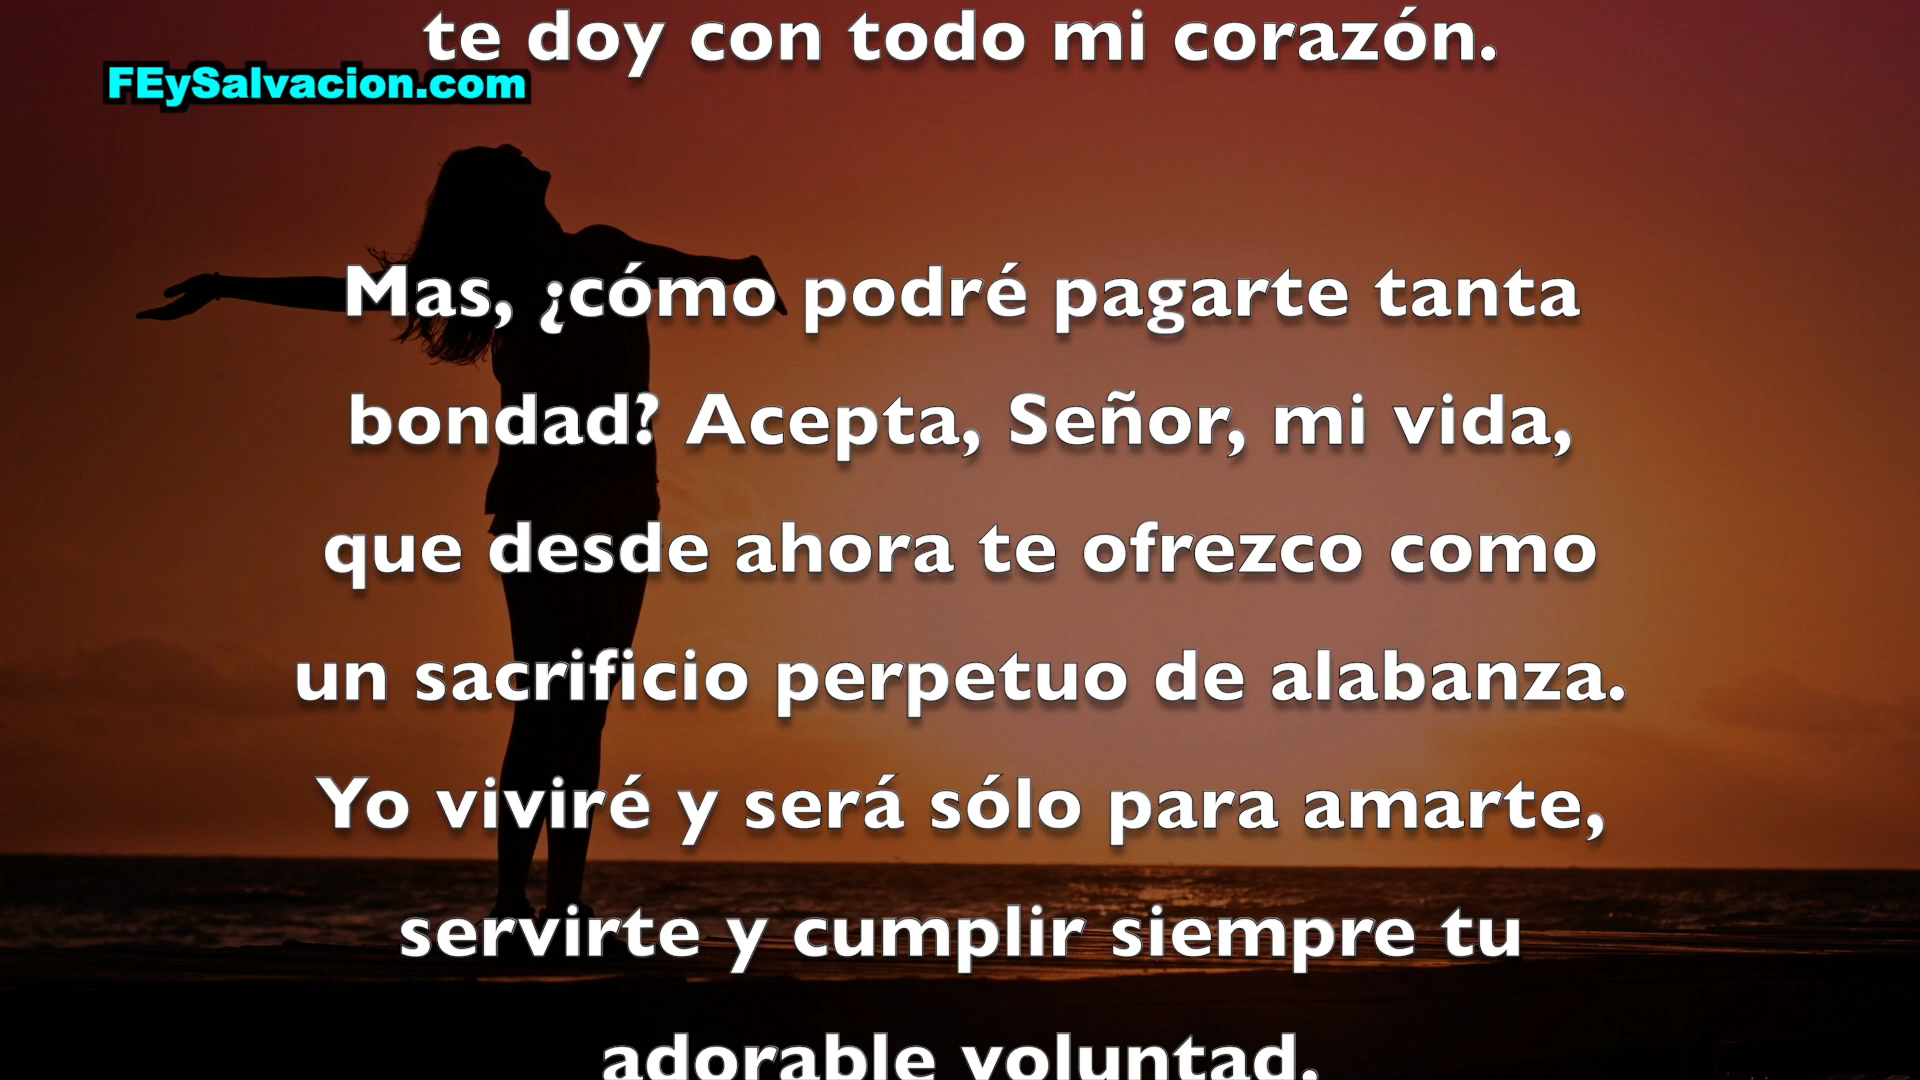 te doy con todo mi corazón.
FEySalvacion.com
Mas, ¿cómo podré pagarte tanta
bondad? Acepta, Señor, mi vida,
que desde ahora te ofrezco como
un sacrificio perpetuo de alabanza.
Yo viviré y será sólo para amarte,
servirte y cumplir siempre tu
adorable voluntad.